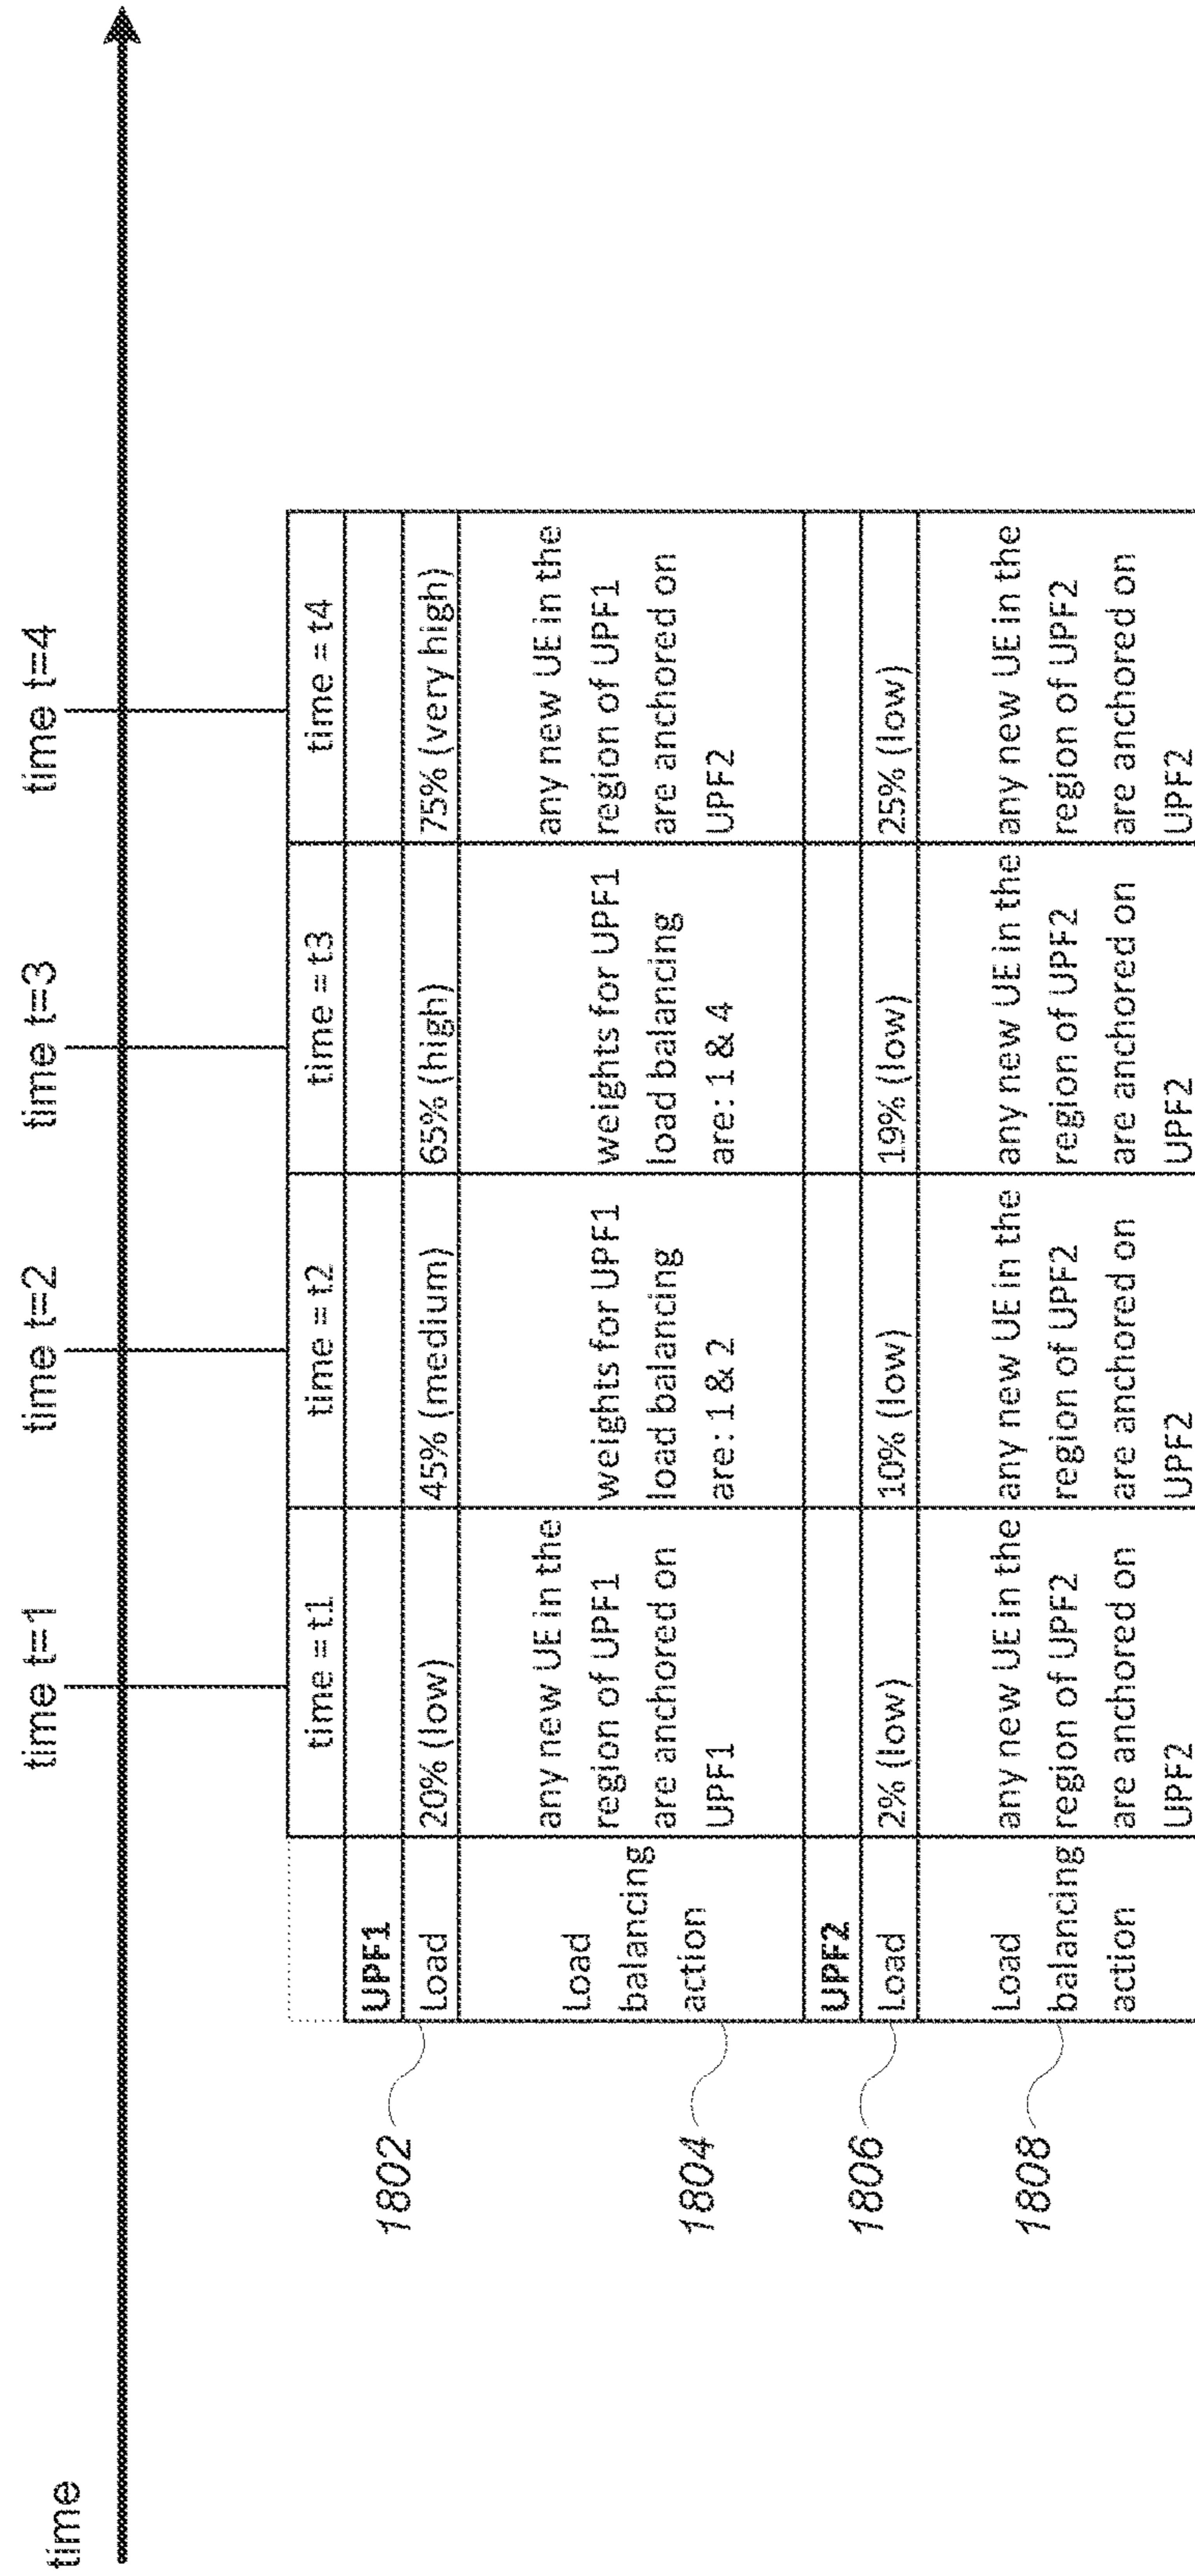 time
time t=1
time t=2
time t=3
time t=4
time = t1
time = t2
time = t3
time = t4
UPF1
1802
Load
20% (low)
45% (medium)
65% (high)
75% (very high)
1804
Load
balancing
action
any new UE in the
region of UPF1
are anchored on
UPF1
weights for UPF1
load balancing
are: 1 & 2
weights for UPF1
load balancing
are: 1 & 4
any new UE in the
region of UPF1
are anchored on
UPF2
UPF2
1806
Load
2% (low)
10% (low)
19% (low)
25% (low)
1808
Load
balancing
action
any new UE in the
region of UPF2
are anchored on
UPF2
any new UE in the
region of UPF2
are anchored on
UPF2
any new UE in the
region of UPF2
are anchored on
UPF2
any new UE in the
region of UPF2
are anchored on
UPF2